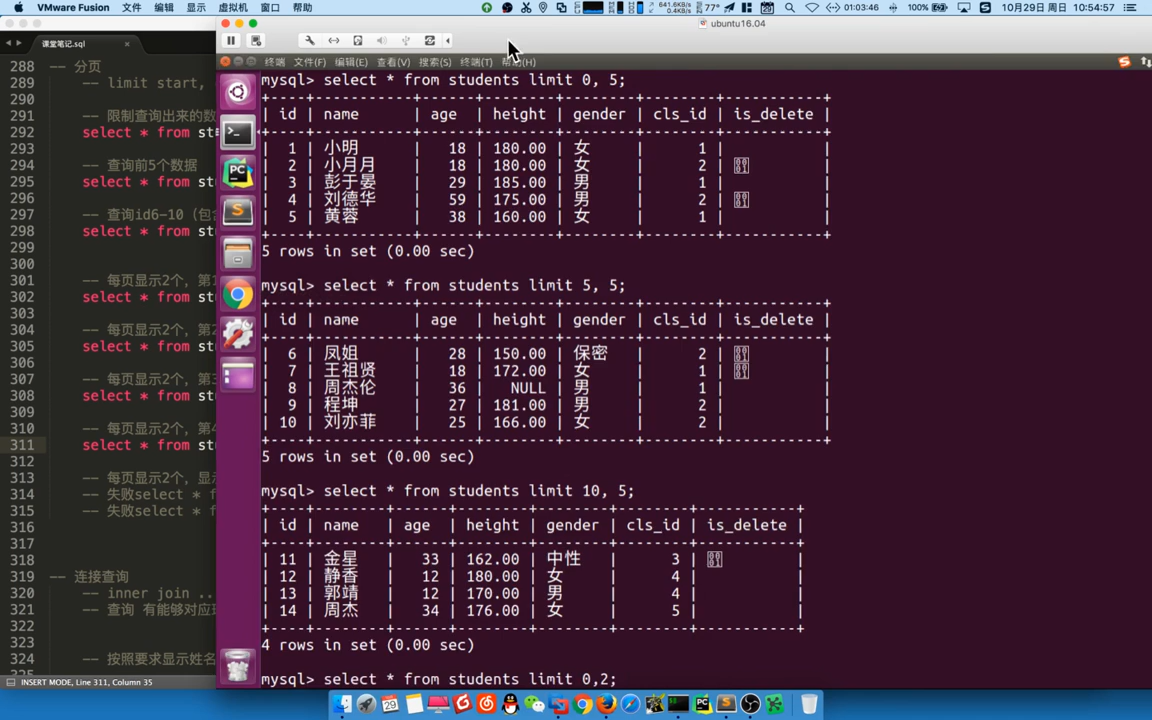 VMware Fusion 文件 编辑 显示 虚拟机 窗口 帮助 641.6KB/s 0.4KB/s 77° 01:03:46 100% 10月29日 周日 10:54:57
ubuntu16.04
课堂笔记.sql
终端 文件(F) 编辑(E) 查看(V) 搜索(S) 终端(T) 帮助(H)
288 -- 分页
289 -- limit start,
290
291 -- 限制查询出来的数
292 select * from st
293
294 -- 查询前5个数据
295 select * from st
296
297 -- 查询id6-10（包
298 select * from st
299
300
301 -- 每页显示2个，第1
302 select * from st
303
304 -- 每页显示2个，第2
305 select * from st
306
307 -- 每页显示2个，第3
308 select * from st
309
310 -- 每页显示2个，第4
311 select * from st
312
313 -- 每页显示2个，显
314 -- 失败select * f
315 -- 失败select * f
316
317
318
319 -- 连接查询
320 -- inner join ..
321 -- 查询 有能够对应班
322
323
324 -- 按照要求显示姓名
INSERT MODE, Line 311, Column 35
mysql> select * from students limit 0, 5;
| id | name | age | height | gender | cls_id | is_delete |
| 1 | 小明 | 18 | 180.00 | 女 | 1 | |
| 2 | 小月月 | 18 | 180.00 | 女 | 2 | |
| 3 | 彭于晏 | 29 | 185.00 | 男 | 1 | |
| 4 | 刘德华 | 59 | 175.00 | 男 | 2 | |
| 5 | 黄蓉 | 38 | 160.00 | 女 | 1 | |
5 rows in set (0.00 sec)
mysql> select * from students limit 5, 5;
| id | name | age | height | gender | cls_id | is_delete |
| 6 | 凤姐 | 28 | 150.00 | 保密 | 2 | |
| 7 | 王祖贤 | 18 | 172.00 | 女 | 1 | |
| 8 | 周杰伦 | 36 | NULL | 男 | 1 | |
| 9 | 程坤 | 27 | 181.00 | 男 | 2 | |
| 10 | 刘亦菲 | 25 | 166.00 | 女 | 2 | |
5 rows in set (0.00 sec)
mysql> select * from students limit 10, 5;
| id | name | age | height | gender | cls_id | is_delete |
| 11 | 金星 | 33 | 162.00 | 中性 | 3 | |
| 12 | 静香 | 12 | 180.00 | 女 | 4 | |
| 13 | 郭靖 | 12 | 170.00 | 男 | 4 | |
| 14 | 周杰 | 34 | 176.00 | 女 | 5 | |
4 rows in set (0.00 sec)
mysql> select * from students limit 0,2;